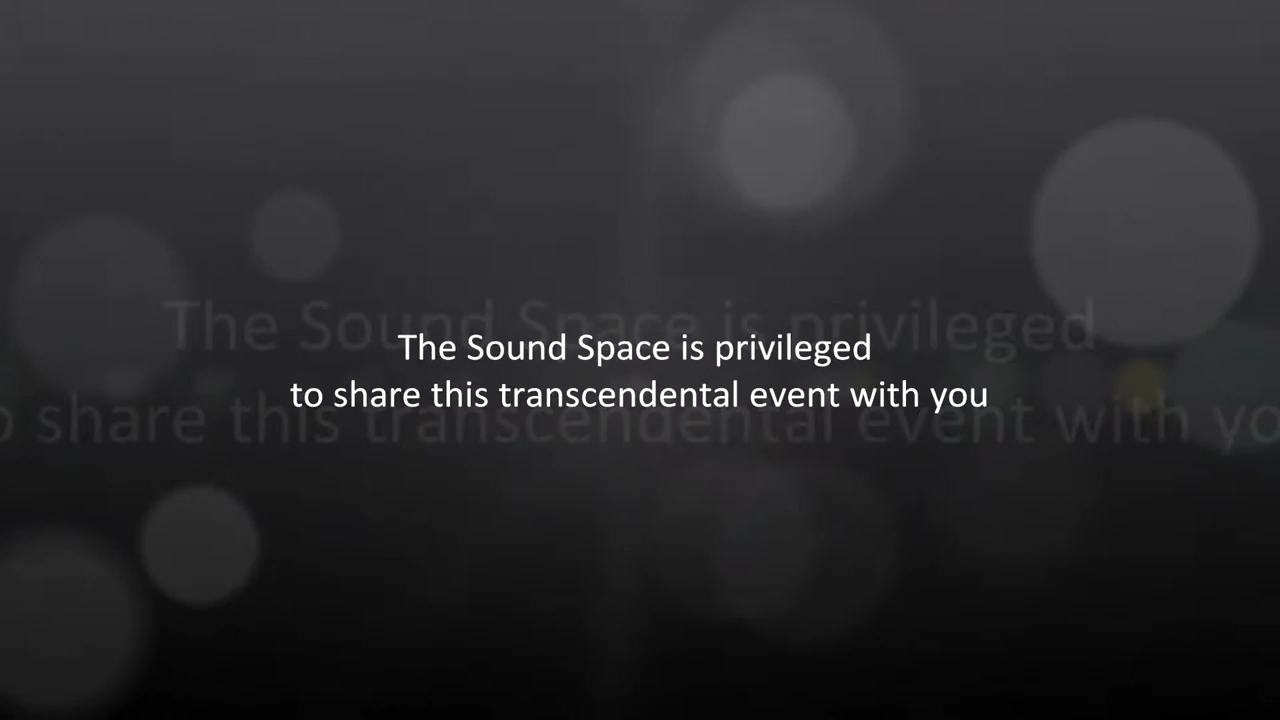 The Sound Space is privileged
to share this transcendental event with you